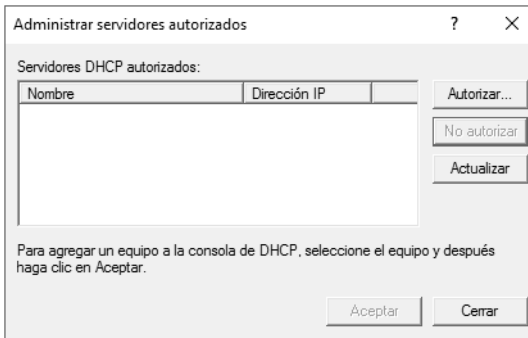 Administrar servidores autorizados ? ×
Servidores DHCP autorizados:
Nombre Dirección IP
Autorizar...
No autorizar
Actualizar
Para agregar un equipo a la consola de DHCP, seleccione el equipo y después
haga clic en Aceptar.
Aceptar Cerrar